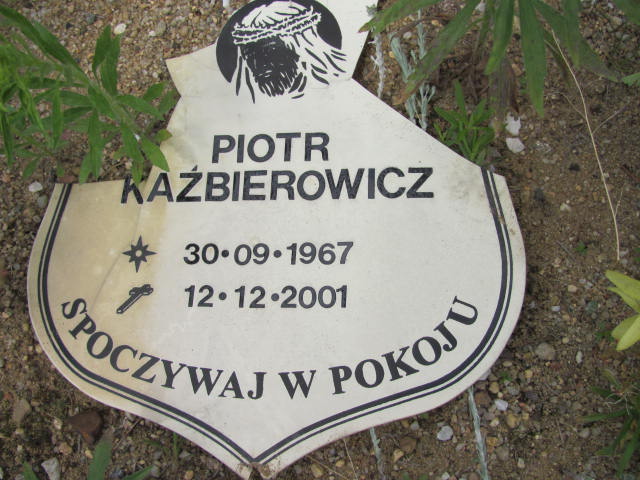 PIOTR
KAŹBIEROWICZ
30•09•1967
12•12•2001
SPOCZYWAJ W POKOJU